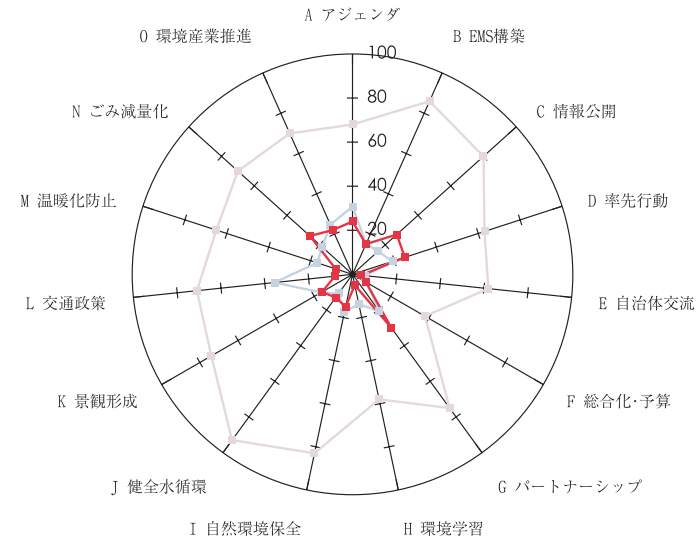 A アジェンダ
B EMS構築
C 情報公開
D 率先行動
E 自治体交流
F 総合化·予算
G パートナーシップ
H 環境学習
I 自然環境保全
J 健全水循環
K 景観形成
L 交通政策
M 温暖化防止
N ごみ減量化
O 環境産業推進
100
80
60
40
20